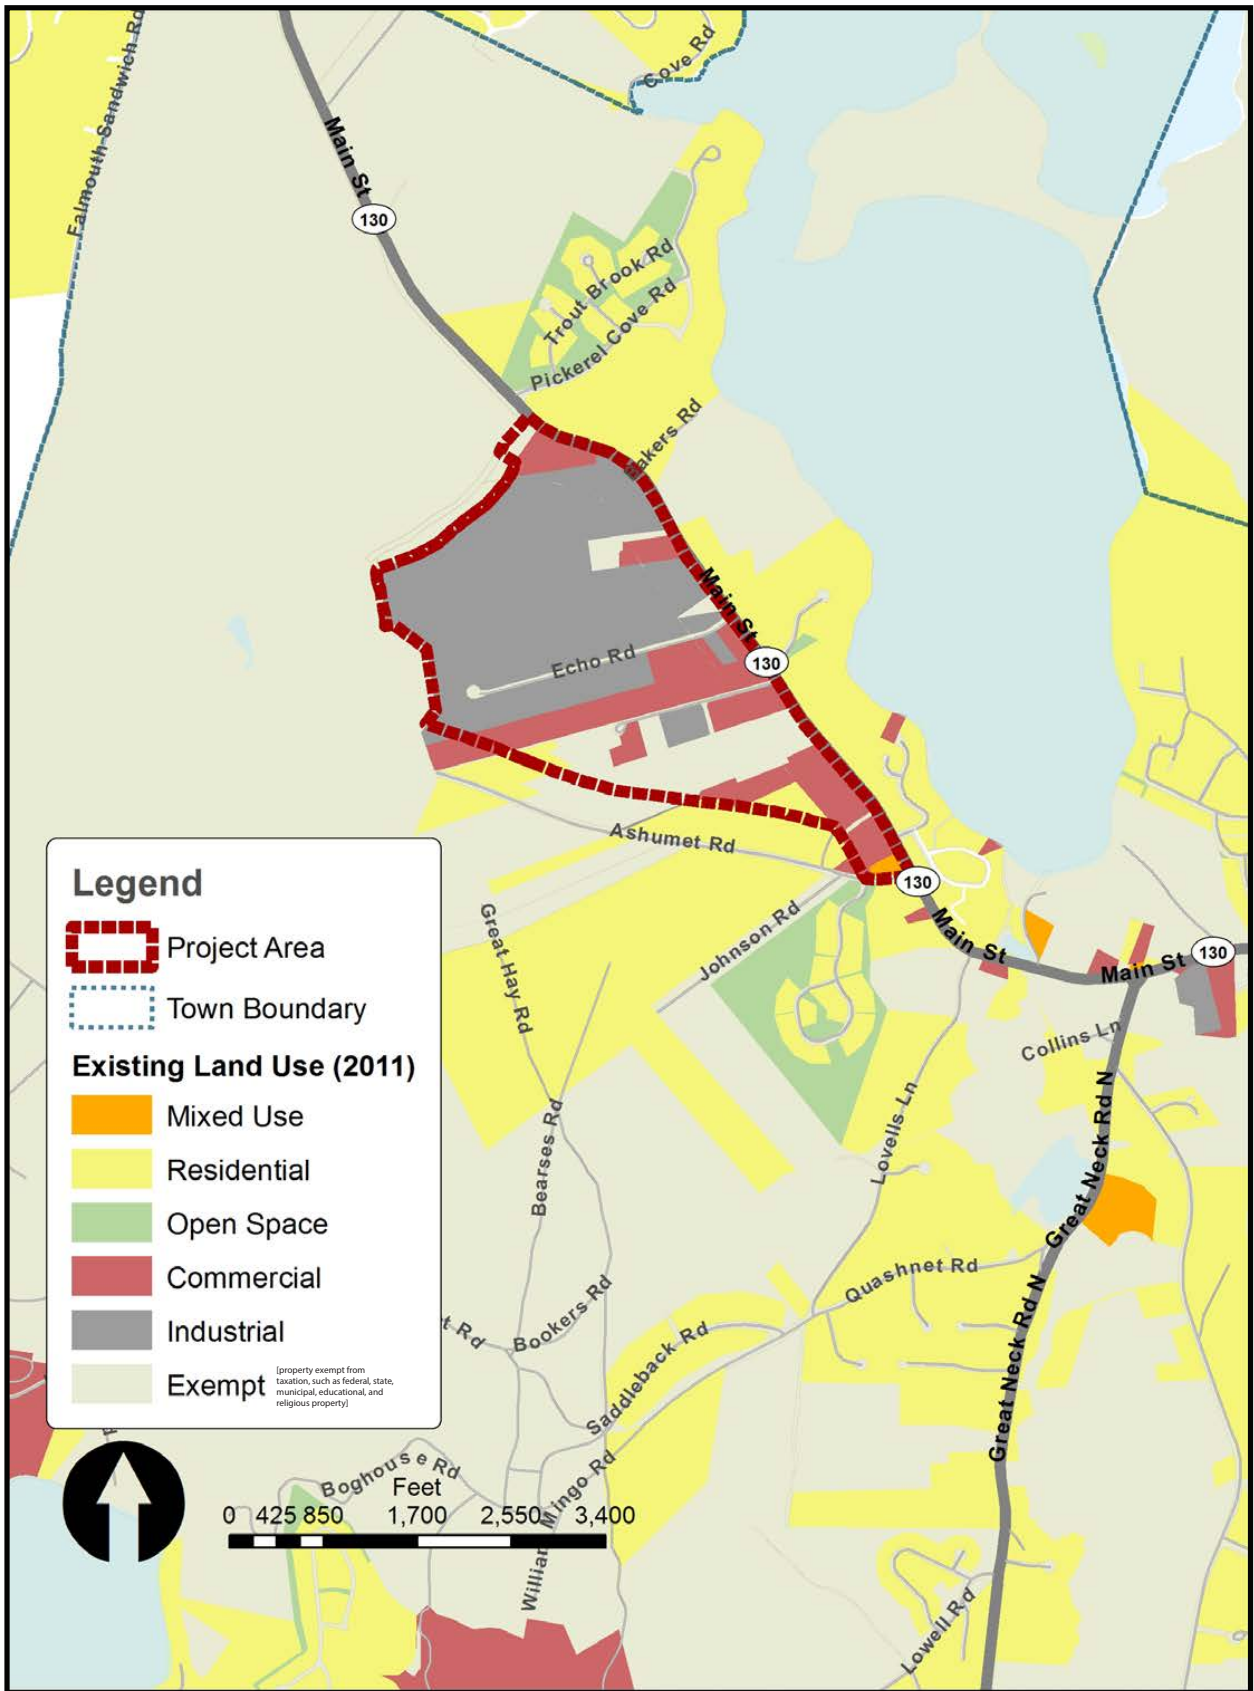 Cove Rd
Falmouth Sandwich Rd
Main St
130
Trout Brook Rd
Pickerel Cove Rd
Bakers Rd
Main St
130
Echo Rd
Ashumet Rd
130
Main St
Main St
130
Johnson Rd
Great Hay Rd
Collins Ln
Lovells Ln
Bearses Rd
Great Neck Rd N
Quashnet Rd
Bookers Rd
t Rd
Great Neck Rd N
Saddleback Rd
Mingo Rd
Boghouse Rd
Lowell Rd
Legend
Project Area
Town Boundary
Existing Land Use (2011)
Mixed Use
Residential
Open Space
Commercial
Industrial
Exempt
[property exempt from
taxation, such as federal, state,
municipal, educational, and
religious property]
Feet
0 425 850 1,700 2,550 3,400